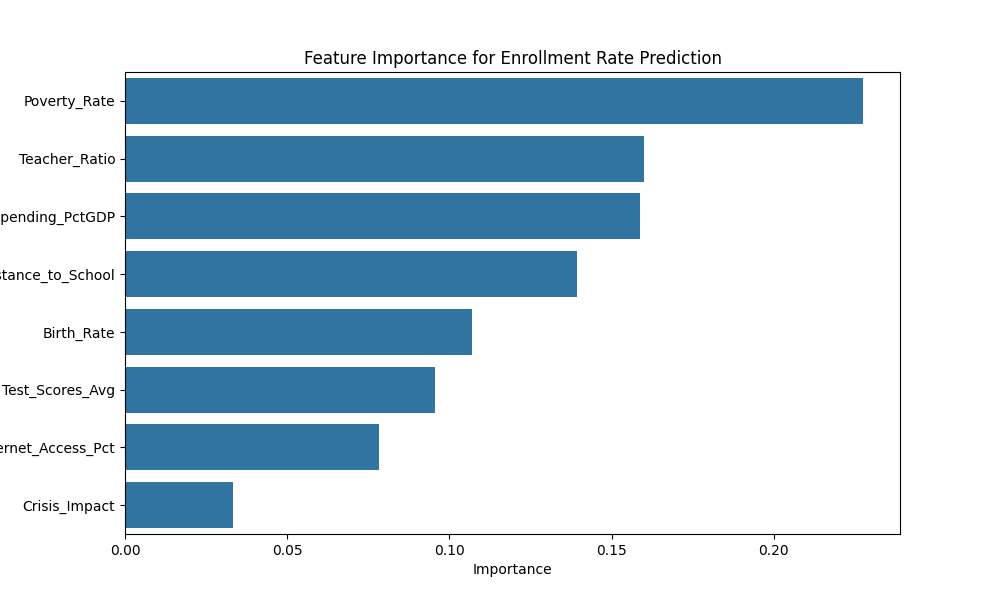 Feature Importance for Enrollment Rate Prediction
Poverty_Rate
Teacher_Ratio
pending_PctGDP
stance_to_School
Birth_Rate
Test_Scores_Avg
ernet_Access_Pct
Crisis_Impact
0.00 0.05 0.10 0.15 0.20
Importance